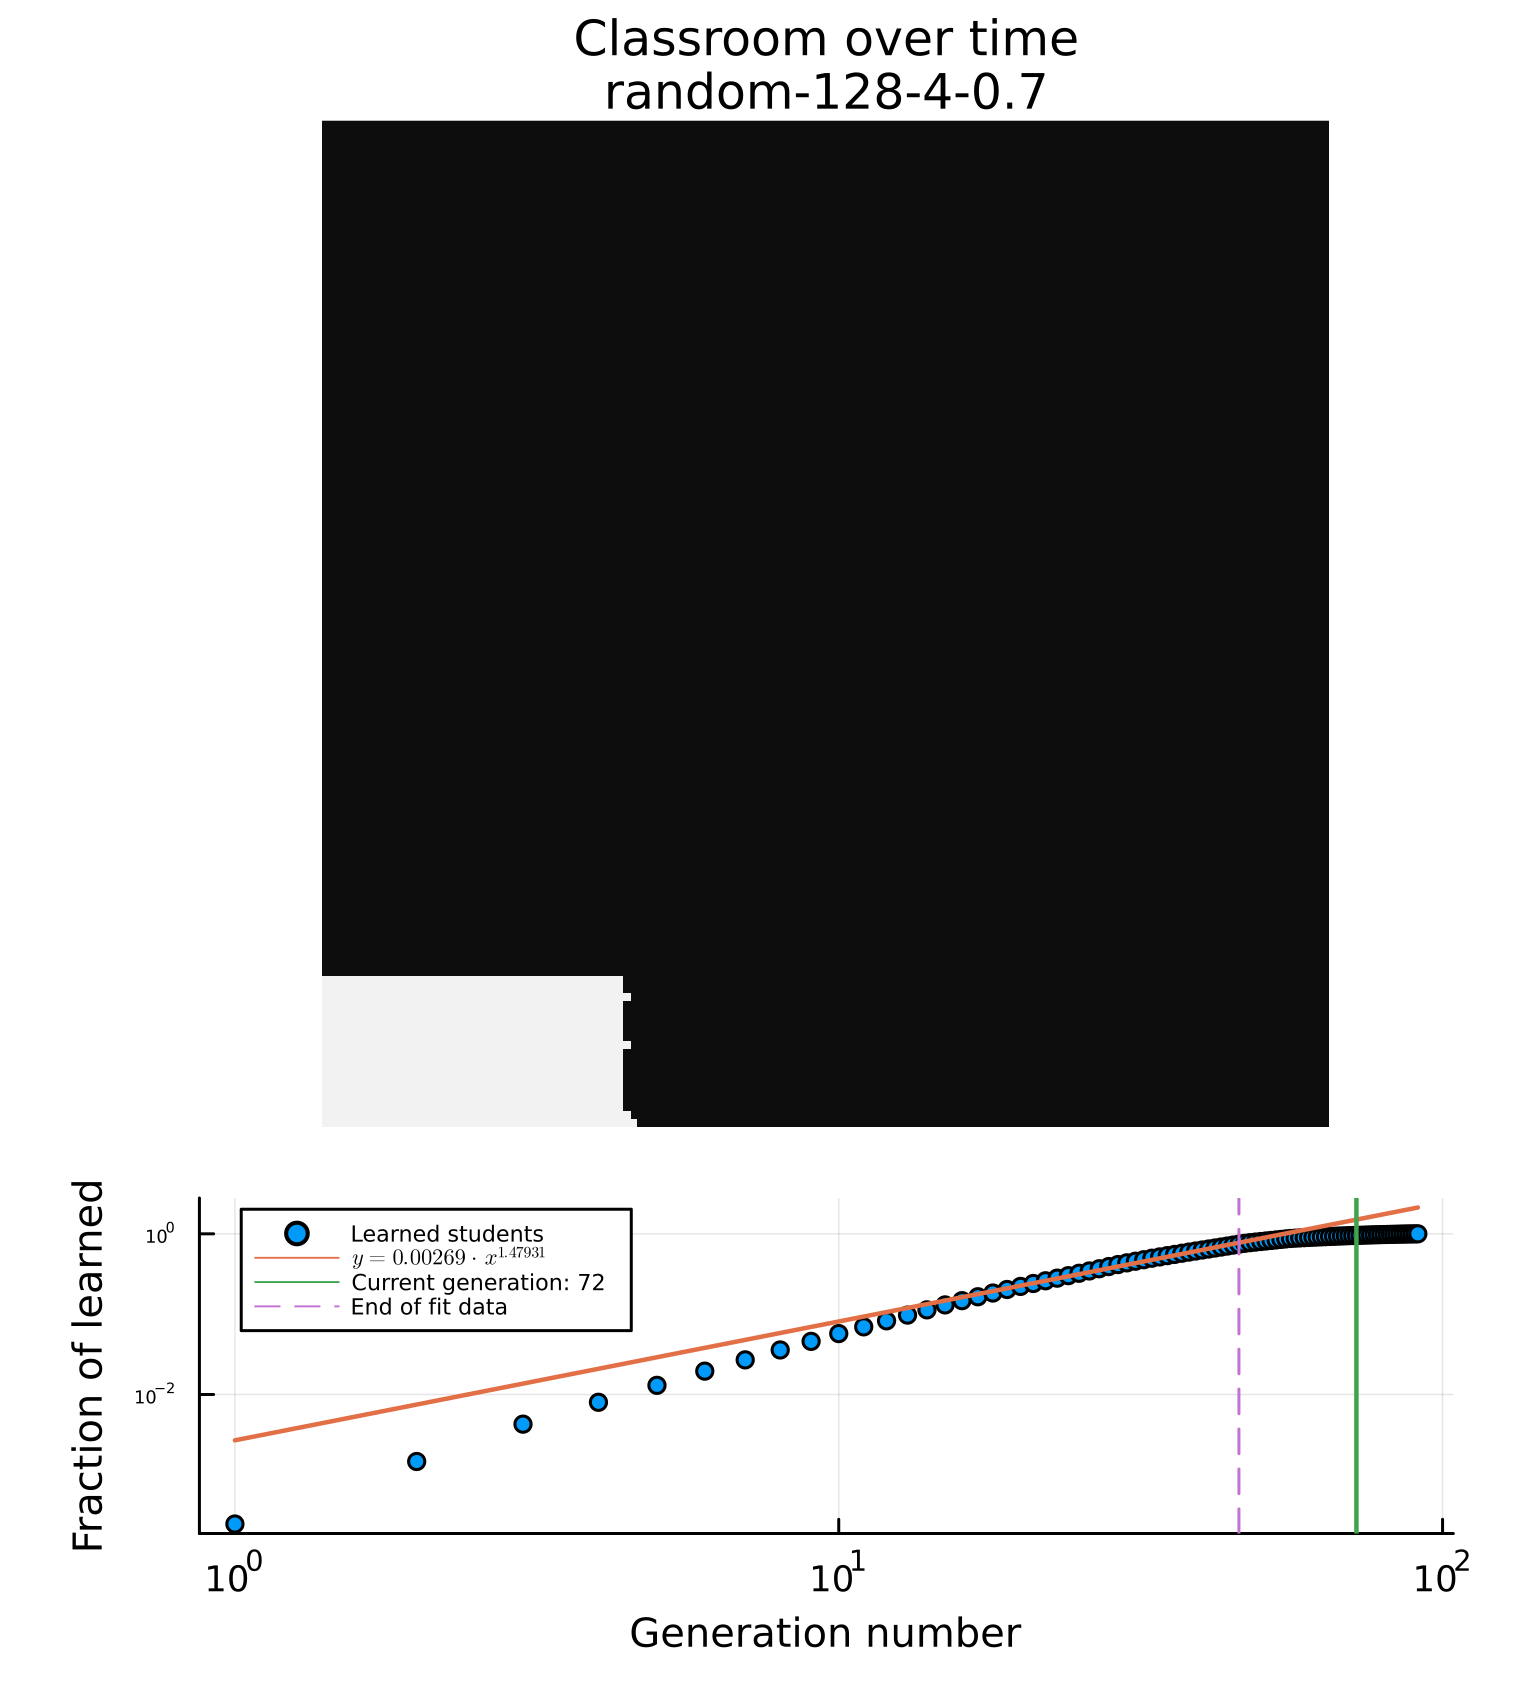 Classroom over time
random-128-4-0.7
Fraction of learned
10^0
10^-2
Learned students
y = 0.00269 · x^1.47931
Current generation: 72
End of fit data
10^0 10^1 10^2
Generation number